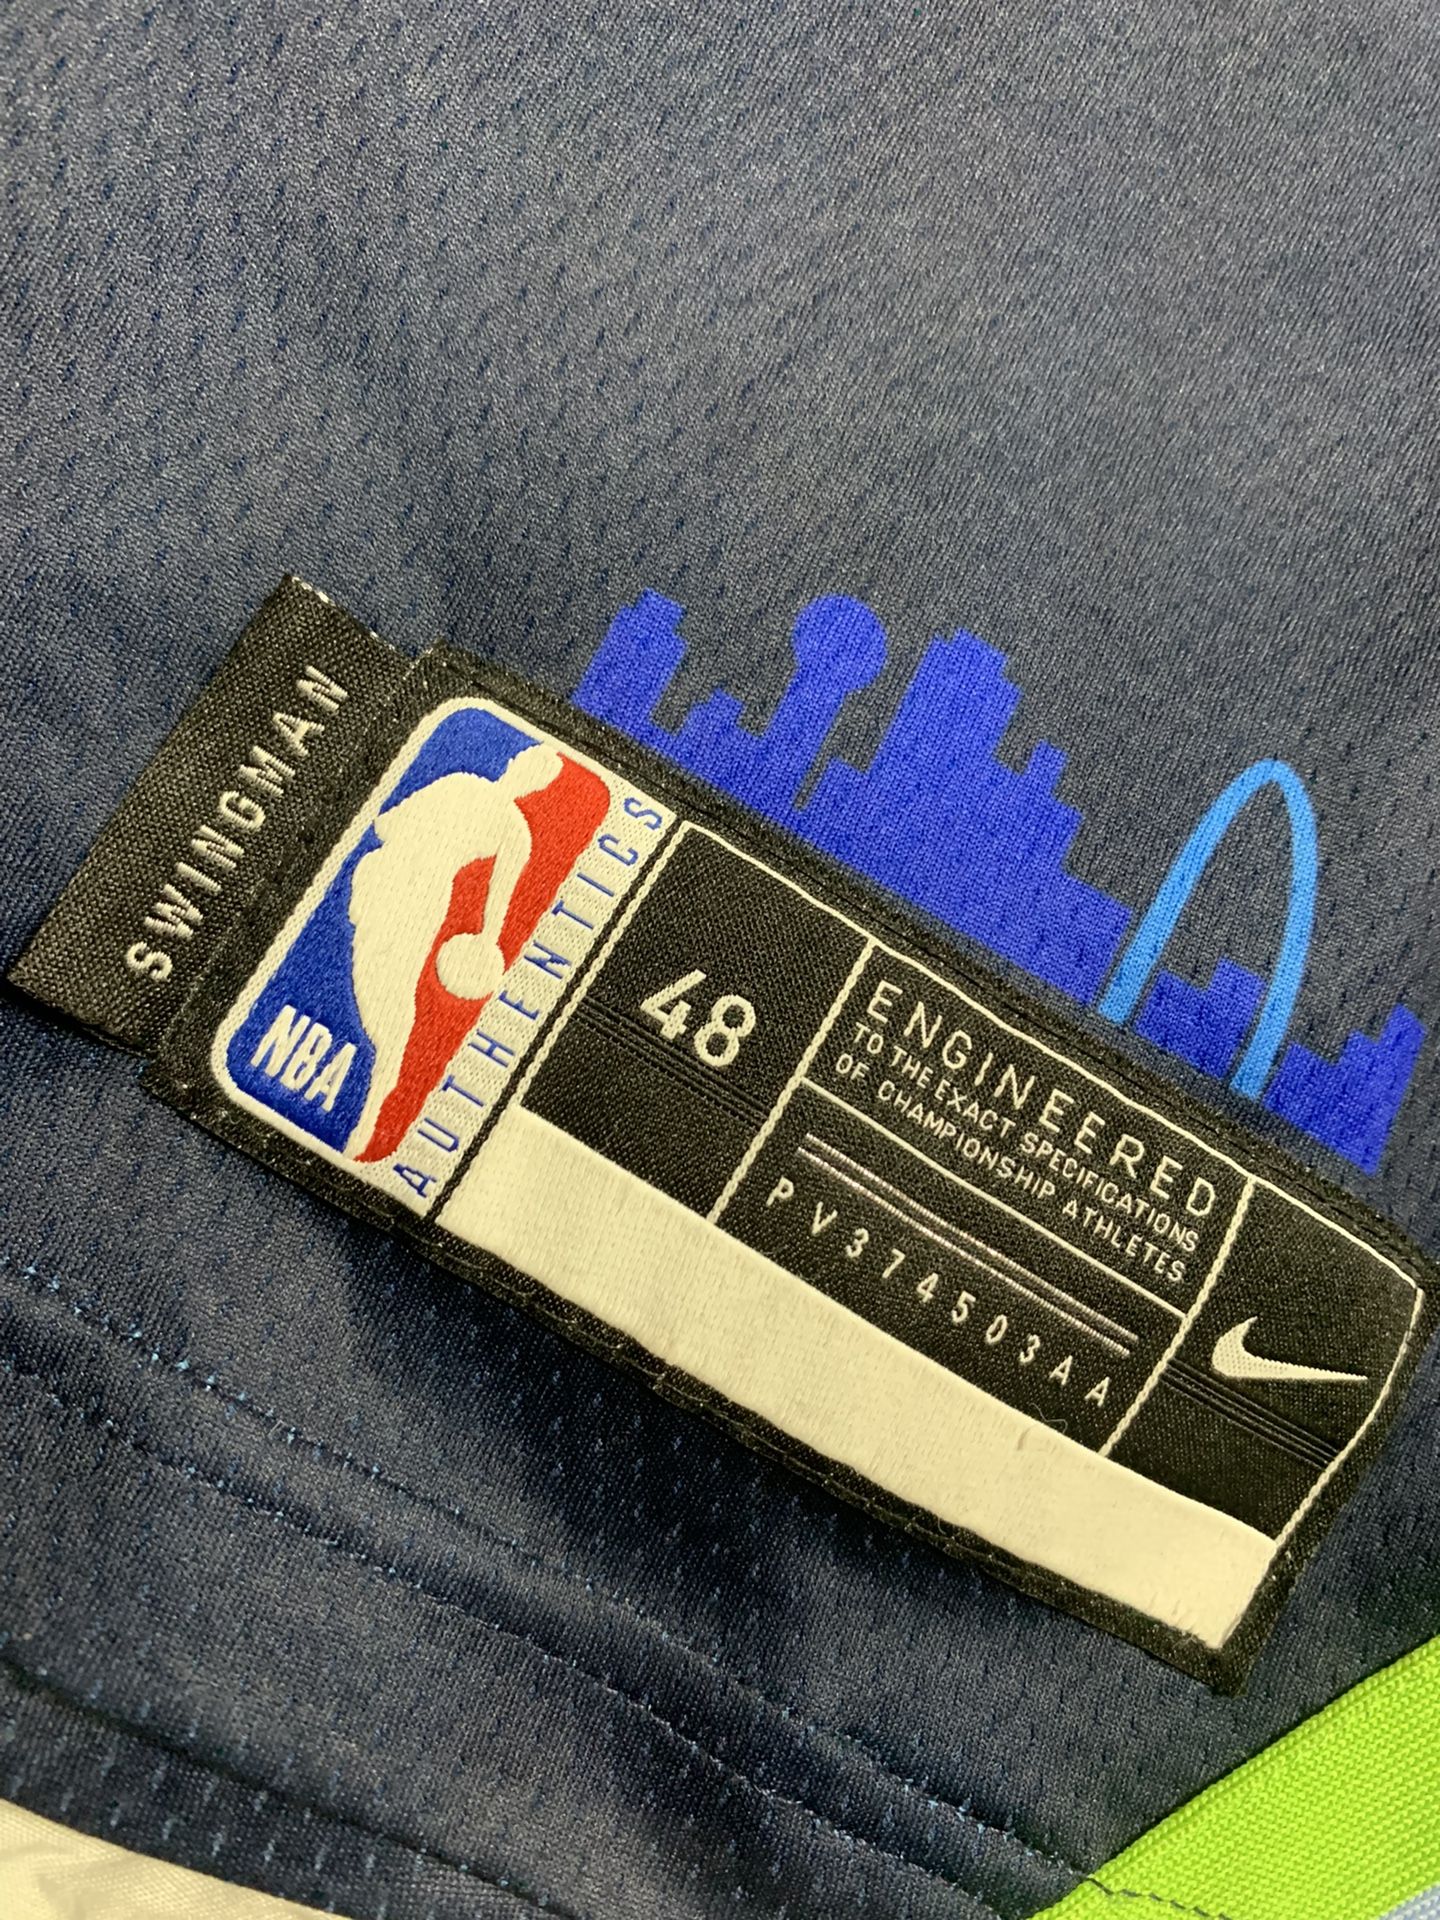 SWINGMAN
NBA
AUTHENTICS
48
ENGINEERED
TO THE EXACT SPECIFICATIONS
OF CHAMPIONSHIP ATHLETES
PV374503AA